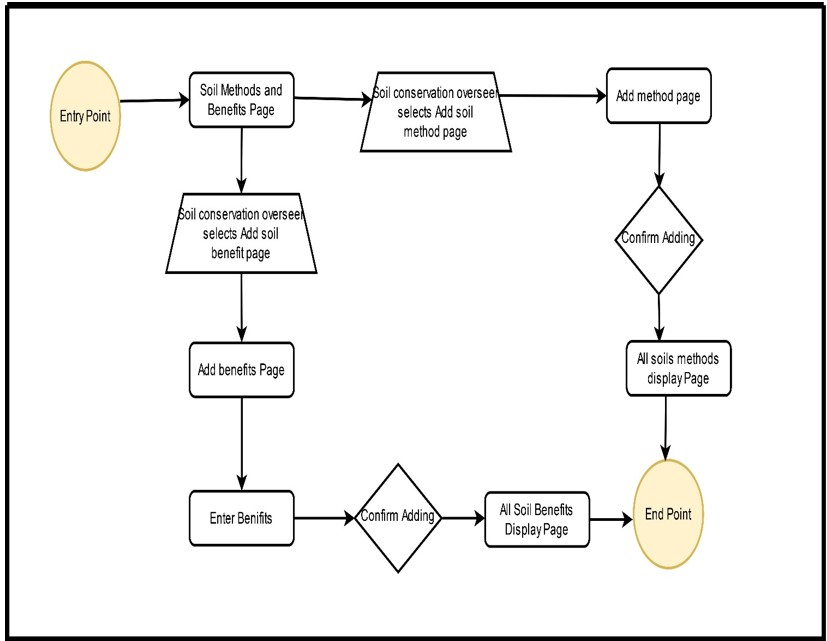 Entry Point
Soil Methods and
Benefits Page
Soil conservation overseer
selects Add soil
method page
Add method page
Soil conservation overseer
selects Add soil
benefit page
Confirm Adding
Add benefits Page
All soils methods
display Page
Enter Benifits
Confirm Adding
All Soil Benefits
Display Page
End Point